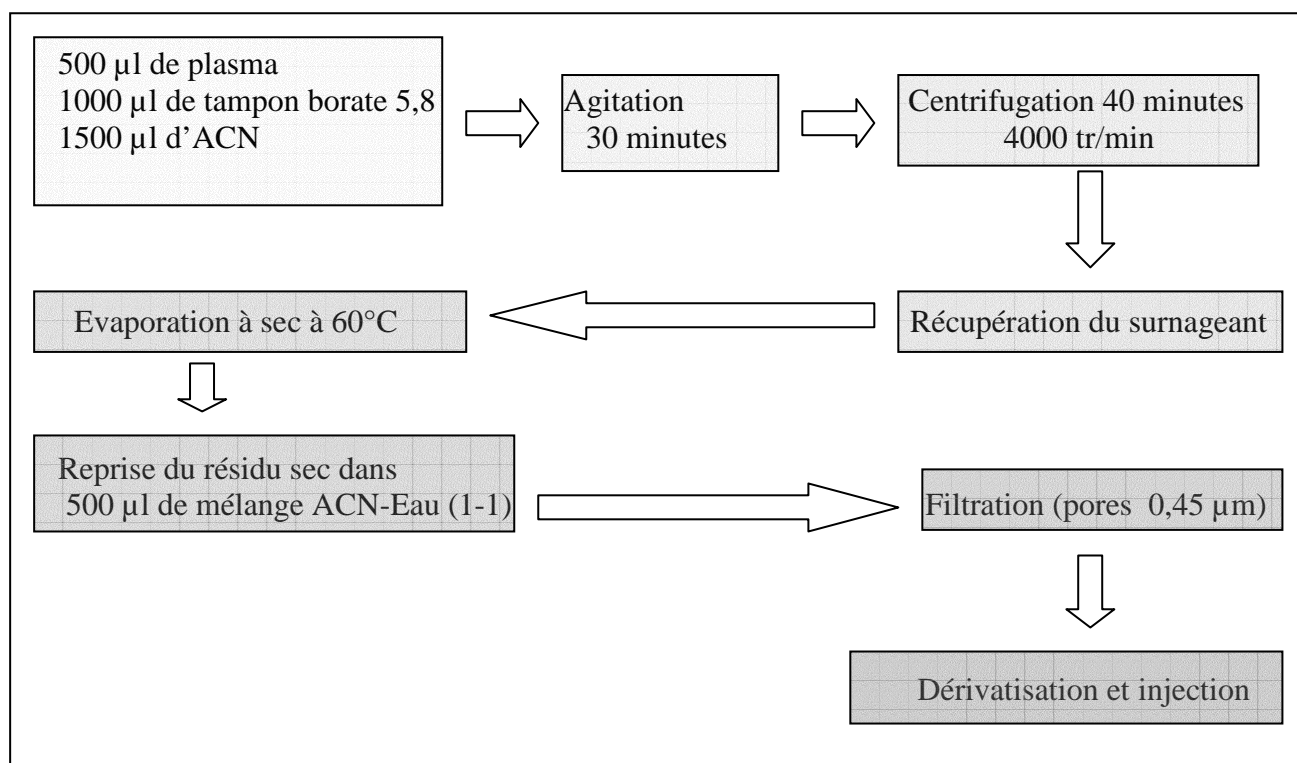 500 µl de plasma
1000 µl de tampon borate 5,8
1500 µl d’ACN
Agitation
30 minutes
Centrifugation 40 minutes
4000 tr/min
Récupération du surnageant
Evaporation à sec à 60°C
Reprise du résidu sec dans
500 µl de mélange ACN-Eau (1-1)
Filtration (pores 0,45 µm)
Dérivatisation et injection